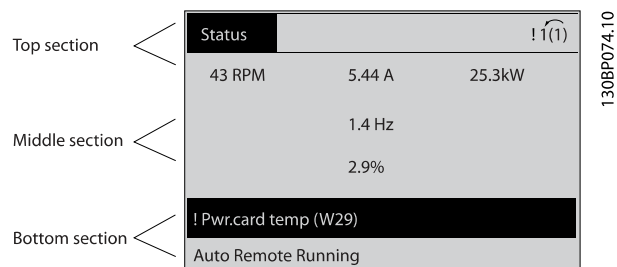 Top section
Status
! 1(1)
43 RPM 5.44 A 25.3kW
Middle section
1.4 Hz
2.9%
! Pwr.card temp (W29)
Bottom section
Auto Remote Running
130BP074.10